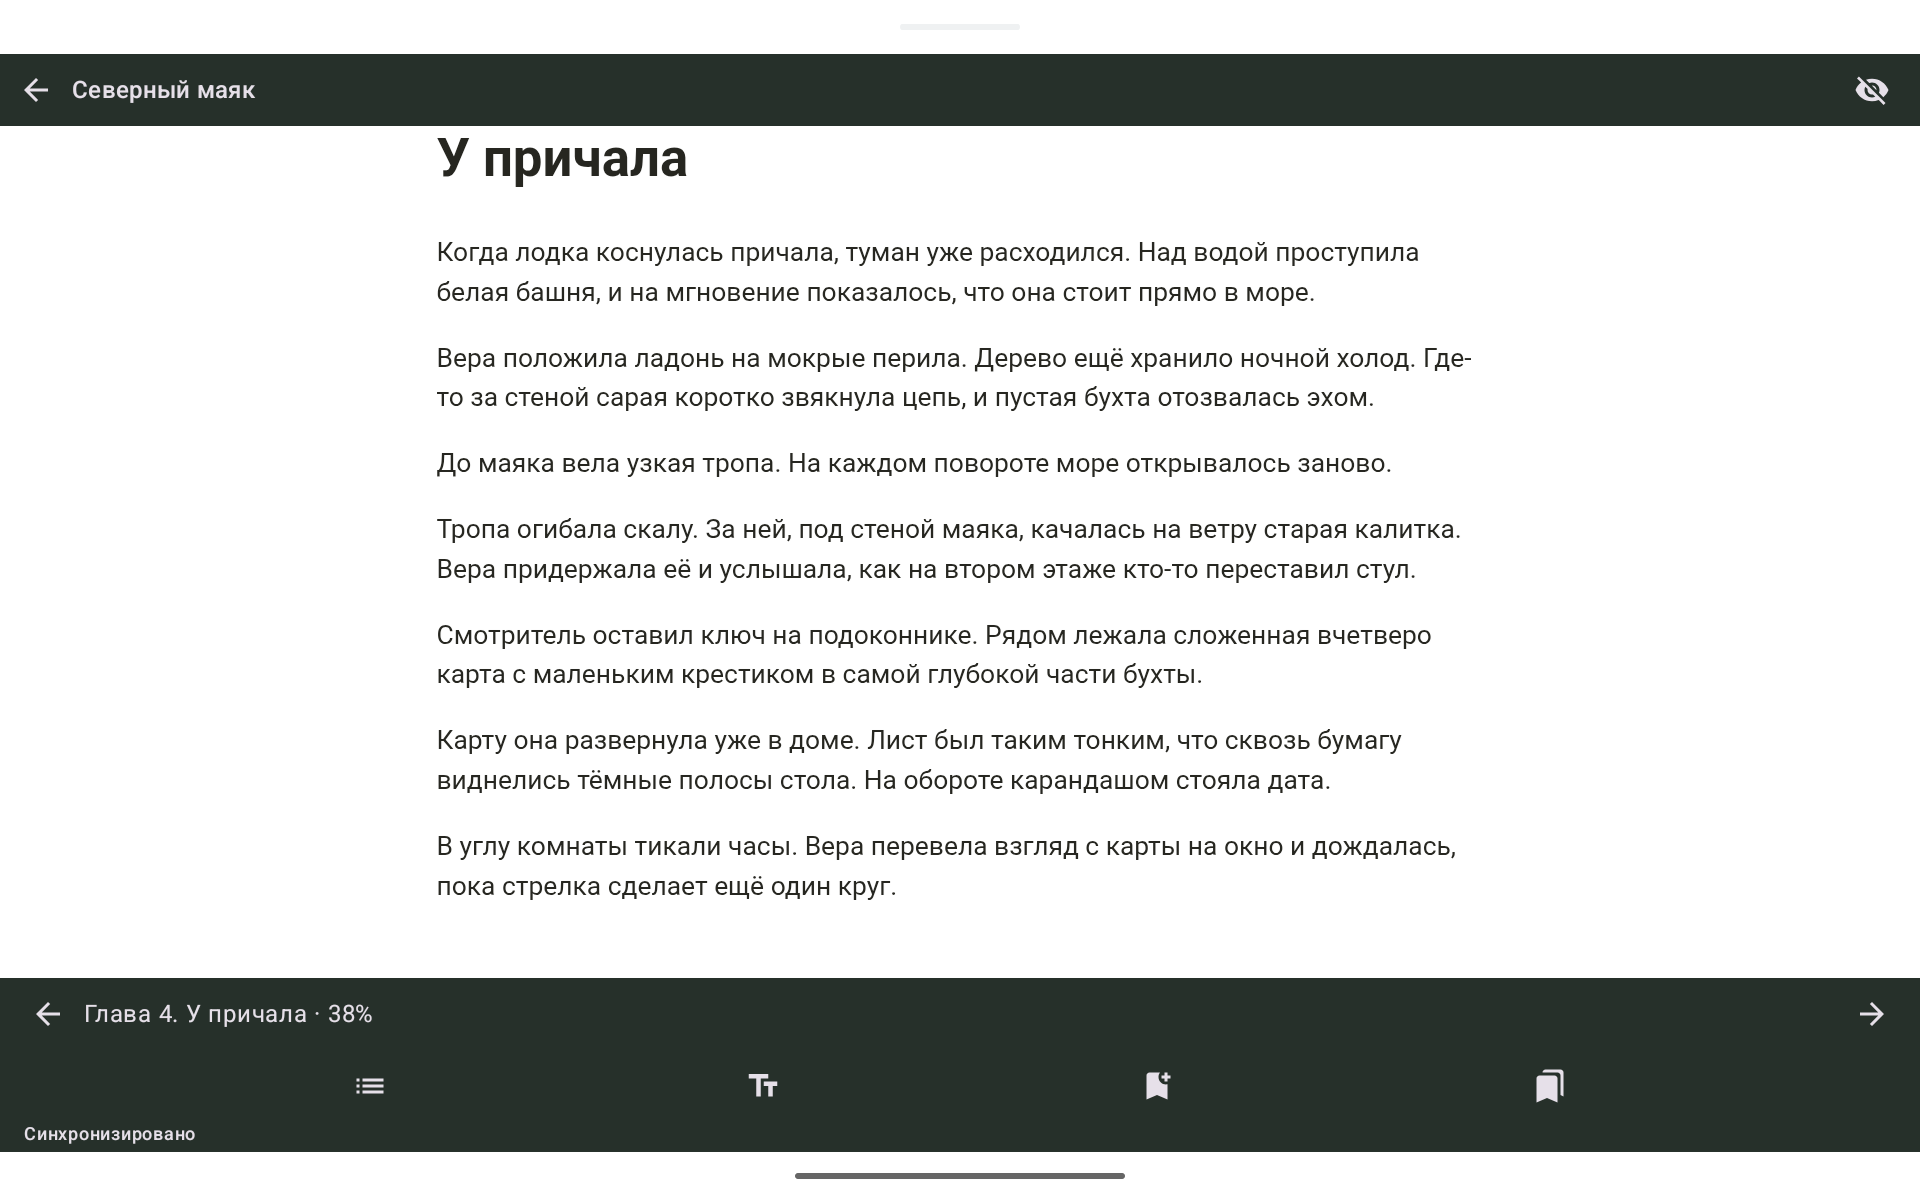 Северный маяк
У причала
Когда лодка коснулась причала, туман уже расходился. Над водой проступила
белая башня, и на мгновение показалось, что она стоит прямо в море.
Вера положила ладонь на мокрые перила. Дерево ещё хранило ночной холод. Где-
то за стеной сарая коротко звякнула цепь, и пустая бухта отозвалась эхом.
До маяка вела узкая тропа. На каждом повороте море открывалось заново.
Тропа огибала скалу. За ней, под стеной маяка, качалась на ветру старая калитка.
Вера придержала её и услышала, как на втором этаже кто-то переставил стул.
Смотритель оставил ключ на подоконнике. Рядом лежала сложенная вчетверо
карта с маленьким крестиком в самой глубокой части бухты.
Карту она развернула уже в доме. Лист был таким тонким, что сквозь бумагу
виднелись тёмные полосы стола. На обороте карандашом стояла дата.
В углу комнаты тикали часы. Вера перевела взгляд с карты на окно и дождалась,
пока стрелка сделает ещё один круг.
Глава 4. У причала · 38%
Синхронизировано